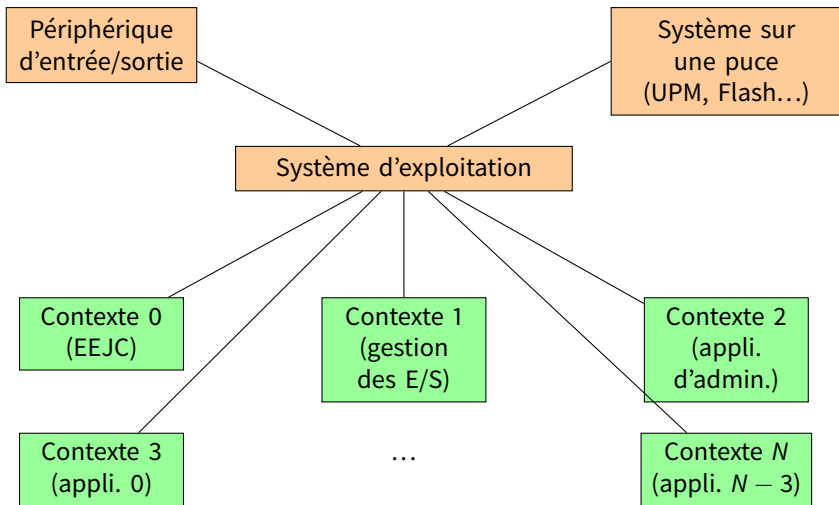 Périphérique
d'entrée/sortie
Système sur
une puce
(UPM, Flash…)
Système d'exploitation
Contexte 0
(EEJC)
Contexte 1
(gestion
des E/S)
Contexte 2
(appli.
d'admin.)
Contexte 3
(appli. 0)
…
Contexte N
(appli. N − 3)